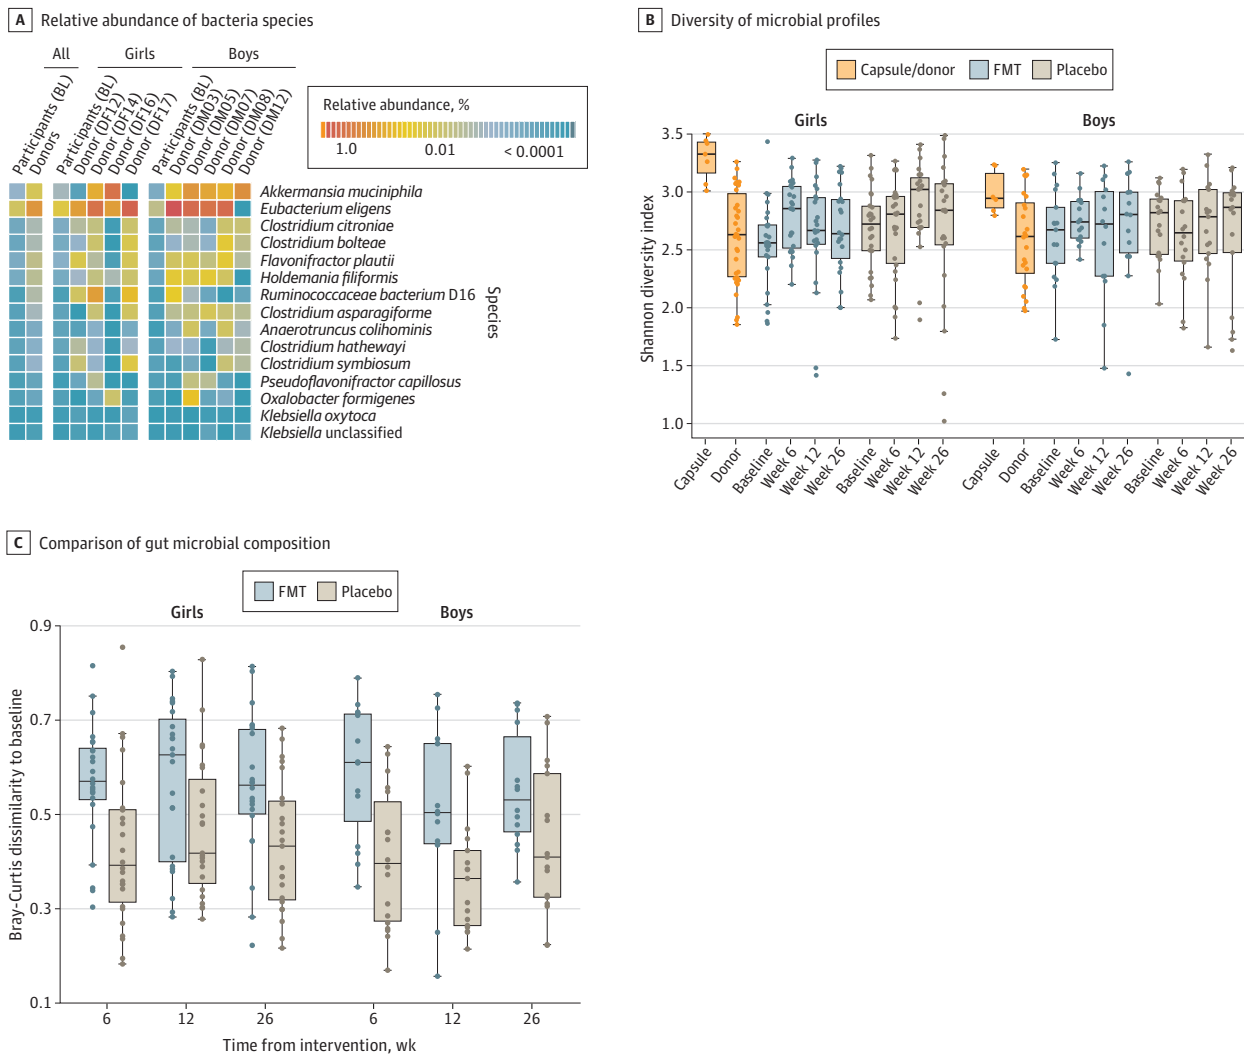 A Relative abundance of bacteria species
All Girls Boys
Participants (BL)
Donors
Participants (BL)
Donor (DF12)
Donor (DF14)
Donor (DF16)
Donor (DF17)
Participants (BL)
Donor (DM03)
Donor (DM05)
Donor (DM07)
Donor (DM08)
Donor (DM12)
Relative abundance, %
1.0 0.01 < 0.0001
Akkermansia muciniphila
Eubacterium eligens
Clostridium citroniae
Clostridium bolteae
Flavonifractor plautii
Holdemania filiformis
Ruminococcaceae bacterium D16
Clostridium asparagiforme
Anaerotruncus colihominis
Clostridium hathewayi
Clostridium symbiosum
Pseudoflavonifractor capillosus
Oxalobacter formigenes
Klebsiella oxytoca
Klebsiella unclassified
Species
B Diversity of microbial profiles
Capsule/donor FMT Placebo
Girls Boys
Shannon diversity index
3.5
3.0
2.5
2.0
1.5
1.0
Capsule
Donor
Baseline
Week 6
Week 12
Week 26
Baseline
Week 6
Week 12
Week 26
Capsule
Donor
Baseline
Week 6
Week 12
Week 26
Baseline
Week 6
Week 12
Week 26
C Comparison of gut microbial composition
FMT Placebo
Girls Boys
Bray-Curtis dissimilarity to baseline
0.9
0.7
0.5
0.3
0.1
6 12 26 6 12 26
Time from intervention, wk